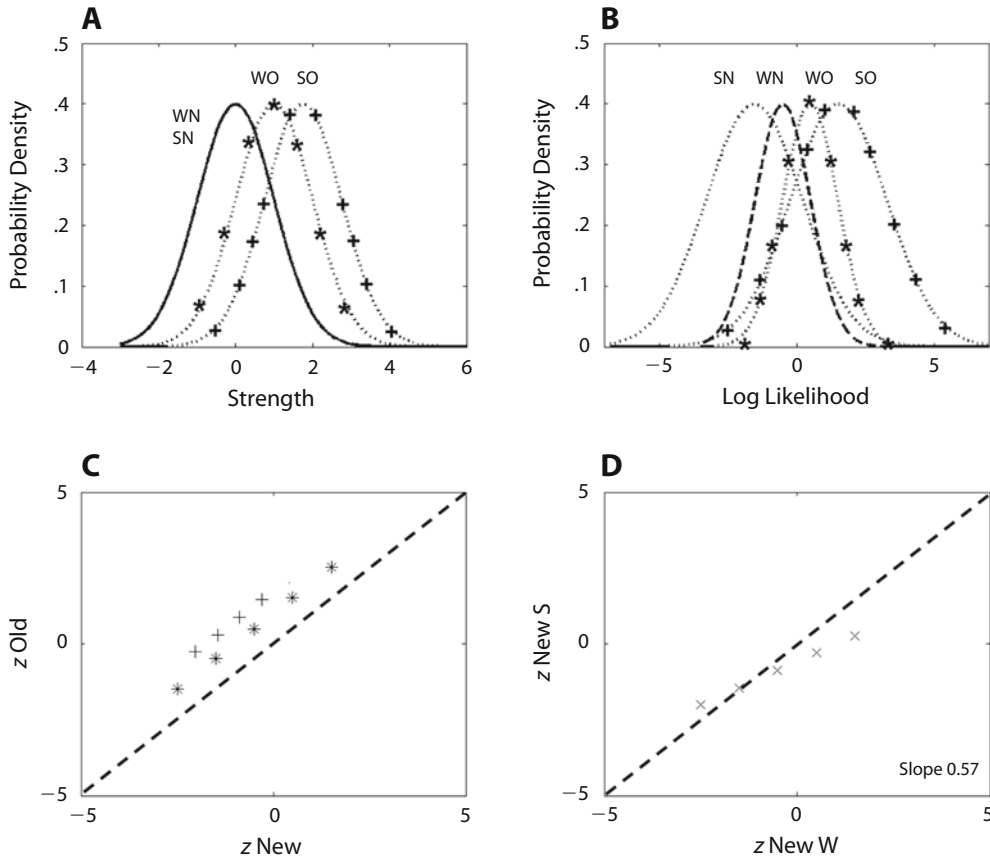 A
Probability Density
.5
.4
.3
.2
.1
0
WN
SN
WO
SO
−4
−2
0
2
4
6
Strength
B
Probability Density
.5
.4
.3
.2
.1
0
SN
WN
WO
SO
−5
0
5
Log Likelihood
C
z Old
5
0
−5
0
5
z New
D
z New S
5
0
−5
Slope 0.57
−5
0
5
z New W